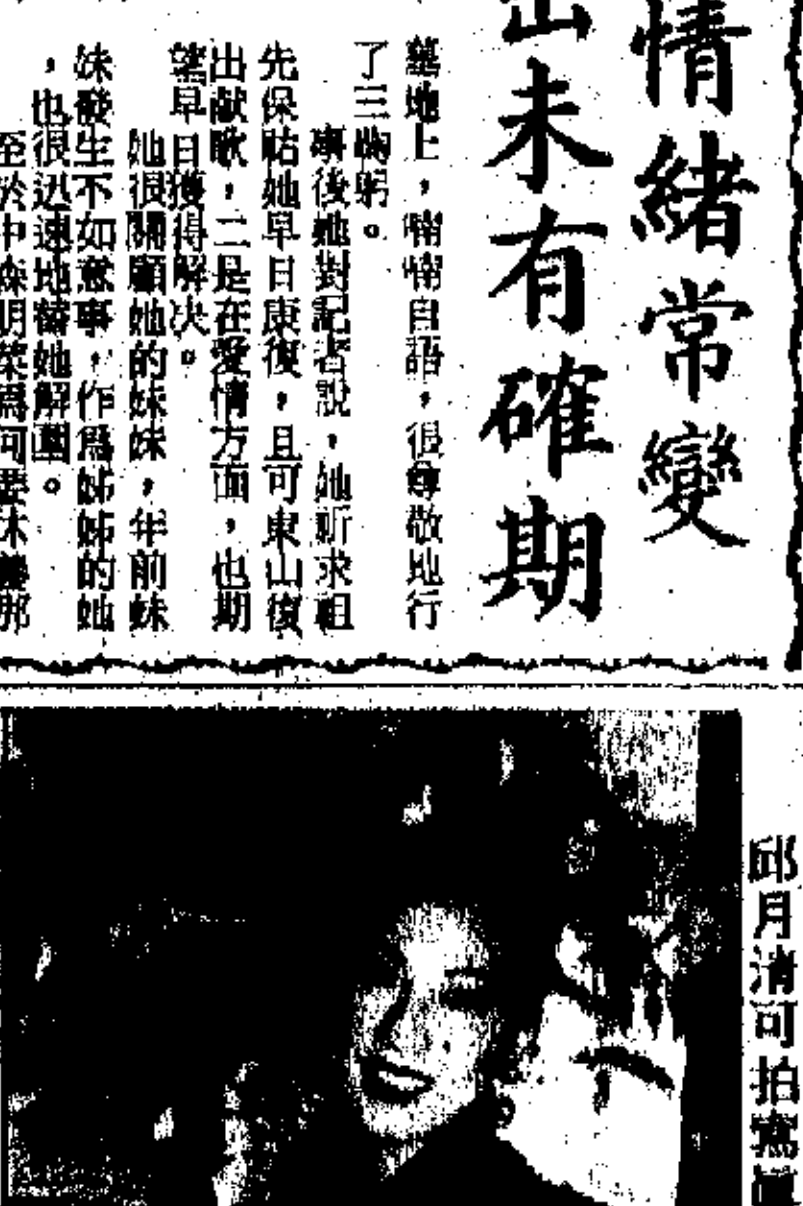 情緒常變
山未有確期
墓地上，喃喃自語，很尊敬地行
了三鞠躬。
事後她對記者說，她祈求祖
先保祐她早日康復，且可東山復
出献歌，二是在愛情方面，也期
望早日獲得解决。
她很關顧她的妹妹，年前妹
妹發生不如意事，作爲姊姊的她
，也很迅速地替她解圍。
至於中森明菜爲何要休養那
邱月清可拍寫眞